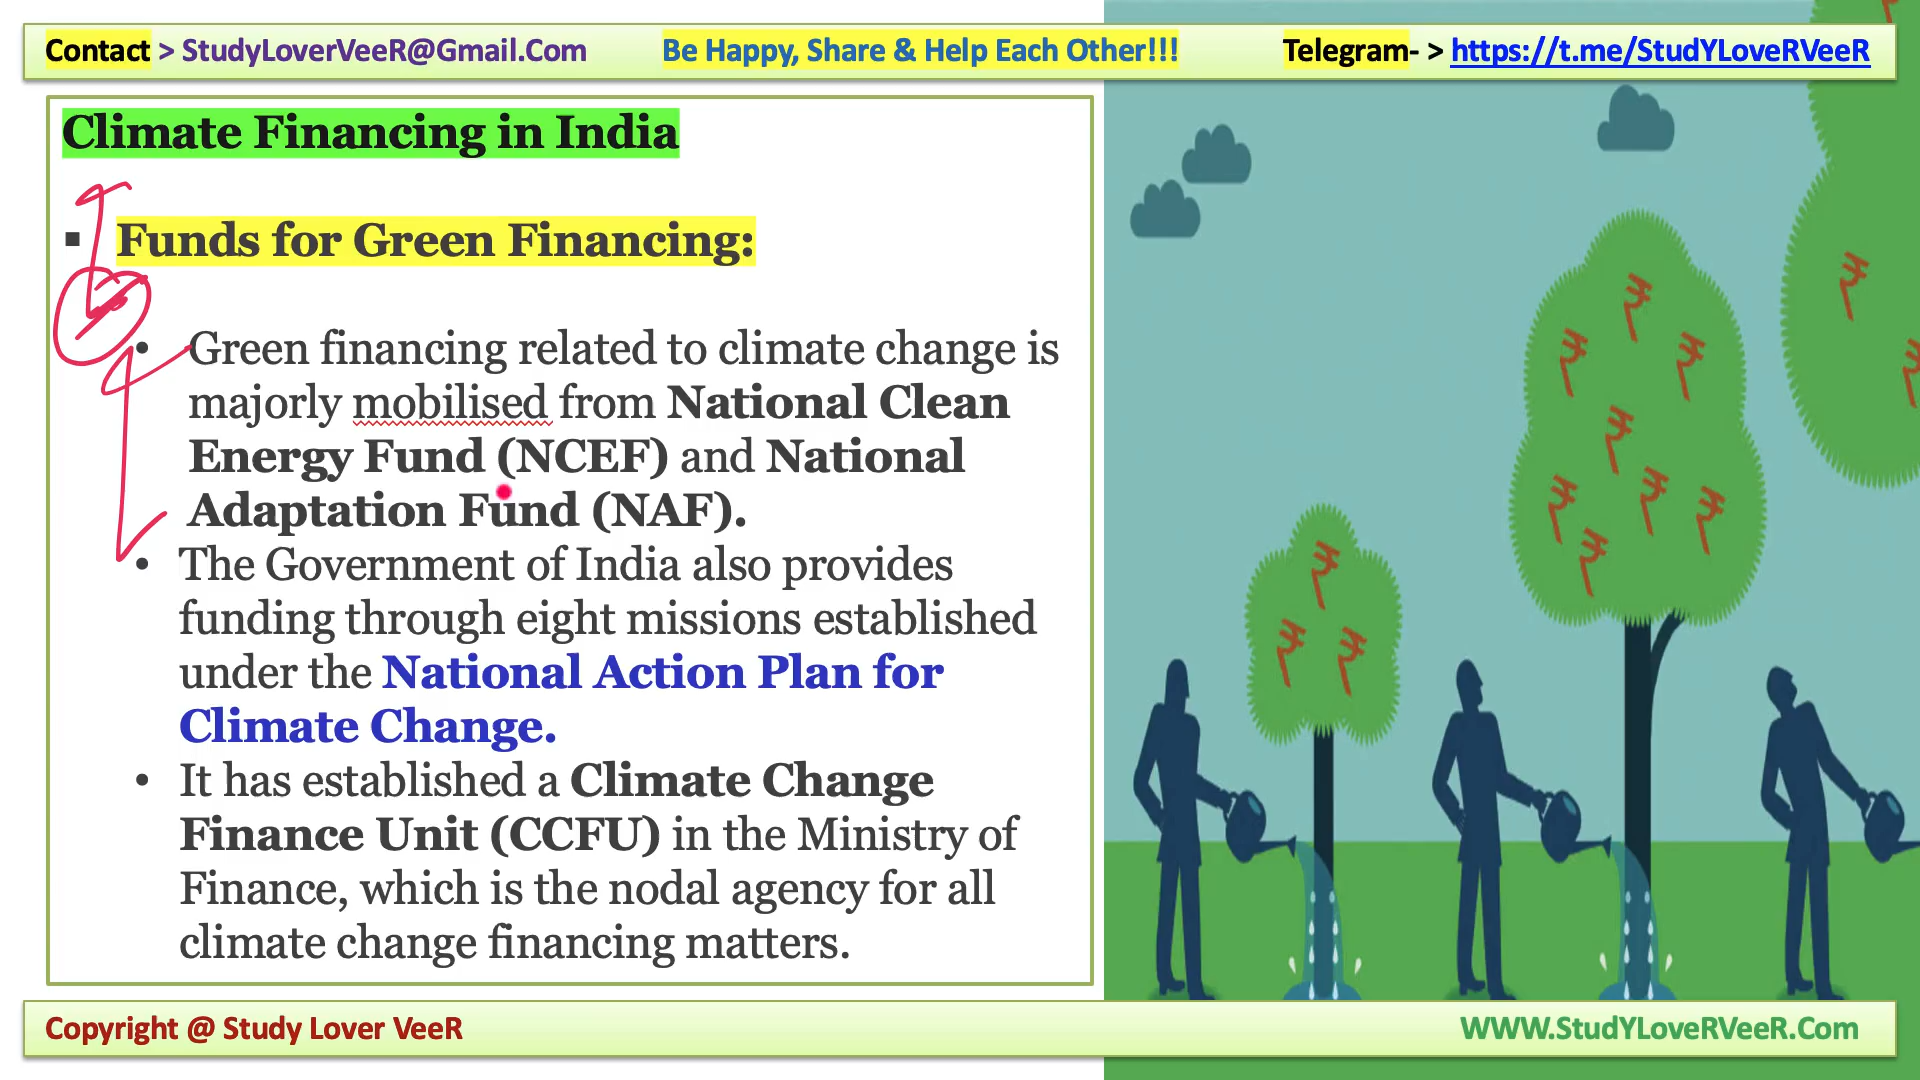 Contact > StudyLoverVeeR@Gmail.Com Be Happy, Share & Help Each Other!!! Telegram- > https://t.me/StudYLoveRVeeR
Climate Financing in India
▪ Funds for Green Financing:
• Green financing related to climate change is
majorly mobilised from National Clean
Energy Fund (NCEF) and National
Adaptation Fund (NAF).
• The Government of India also provides
funding through eight missions established
under the National Action Plan for
Climate Change.
• It has established a Climate Change
Finance Unit (CCFU) in the Ministry of
Finance, which is the nodal agency for all
climate change financing matters.
₹ ₹ ₹
₹ ₹ ₹ ₹ ₹ ₹ ₹ ₹
₹ ₹
Copyright @ Study Lover VeeR
WWW.StudYLoveRVeeR.Com